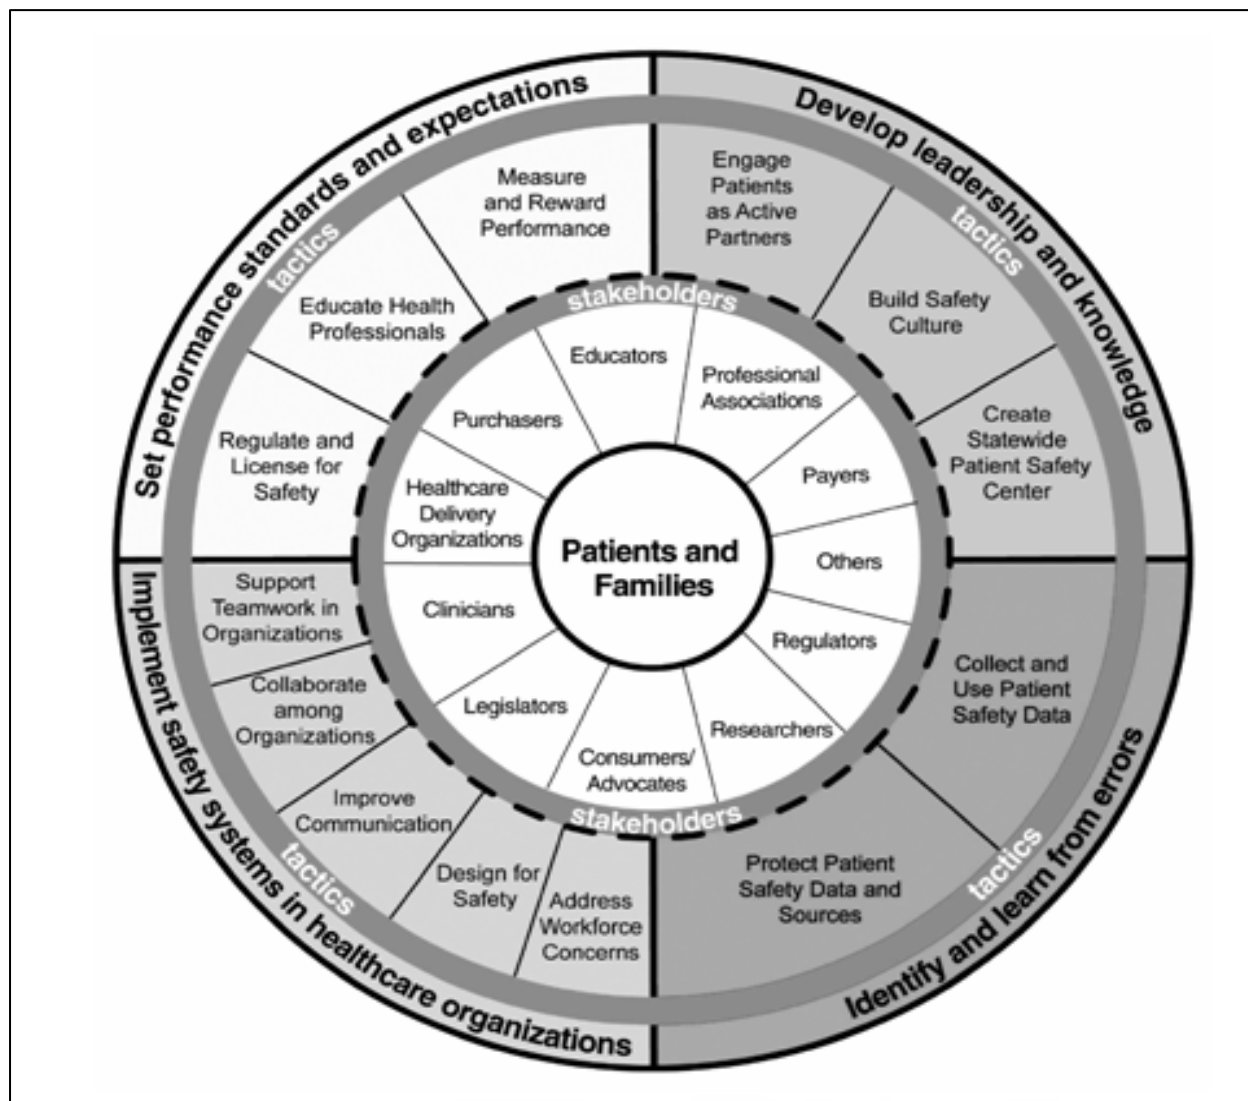 Set performance standards and expectations
tactics
Measure
and Reward
Performance
Educate Health
Professionals
Regulate and
License for
Safety
Develop leadership and knowledge
tactics
Engage
Patients
as Active
Partners
Build Safety
Culture
Create
Statewide
Patient Safety
Center
stakeholders
Educators
Professional
Associations
Purchasers
Payers
Healthcare
Delivery
Organizations
Others
Patients and
Families
Clinicians
Regulators
Legislators
Researchers
Consumers/
Advocates
stakeholders
Implement safety systems in healthcare organizations
tactics
Support
Teamwork in
Organizations
Collaborate
among
Organizations
Improve
Communication
Design for
Safety
Address
Workforce
Concerns
Identify and learn from errors
tactics
Collect and
Use Patient
Safety Data
Protect Patient
Safety Data and
Sources